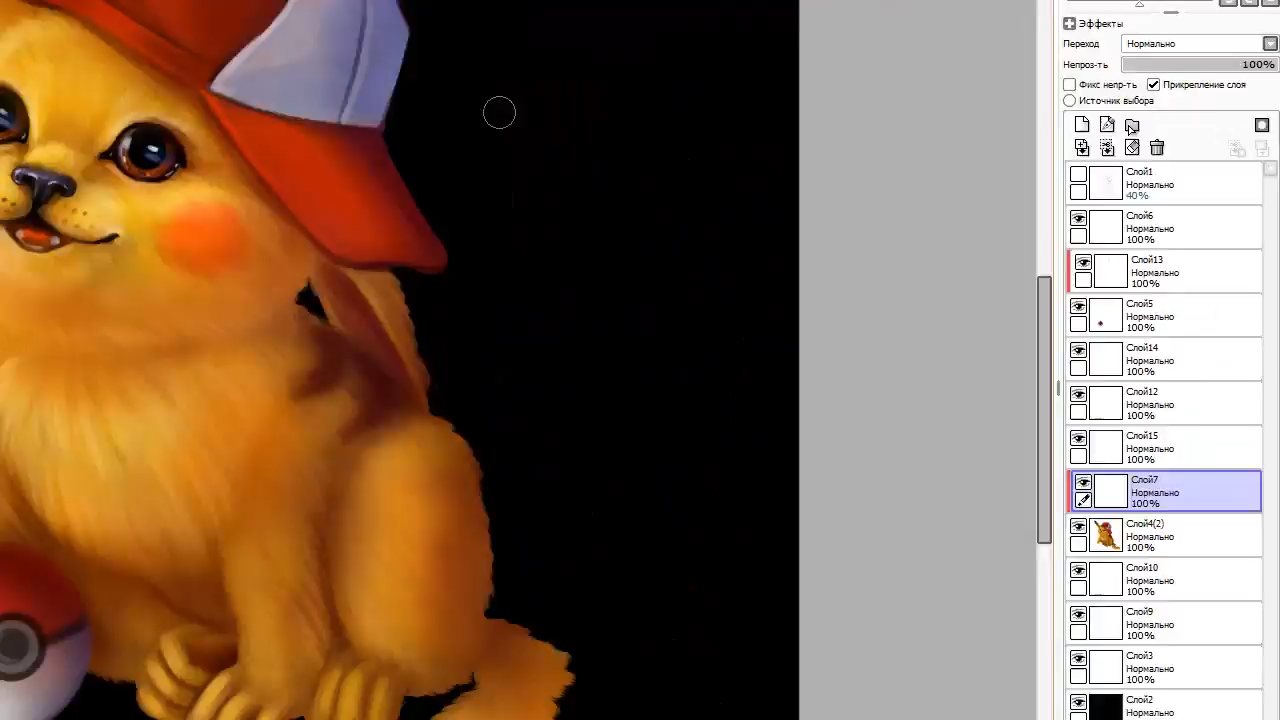 Эффекты
Переход Нормально
Непроз-ть 100%
Фикс непр-ть Прикрепление слоя
Источник выбора
Слой1
Нормально
40%
Слой6
Нормально
100%
Слой13
Нормально
100%
Слой5
Нормально
100%
Слой14
Нормально
100%
Слой12
Нормально
100%
Слой15
Нормально
100%
Слой7
Нормально
100%
Слой4(2)
Нормально
100%
Слой10
Нормально
100%
Слой9
Нормально
100%
Слой3
Нормально
100%
Слой2
Нормально